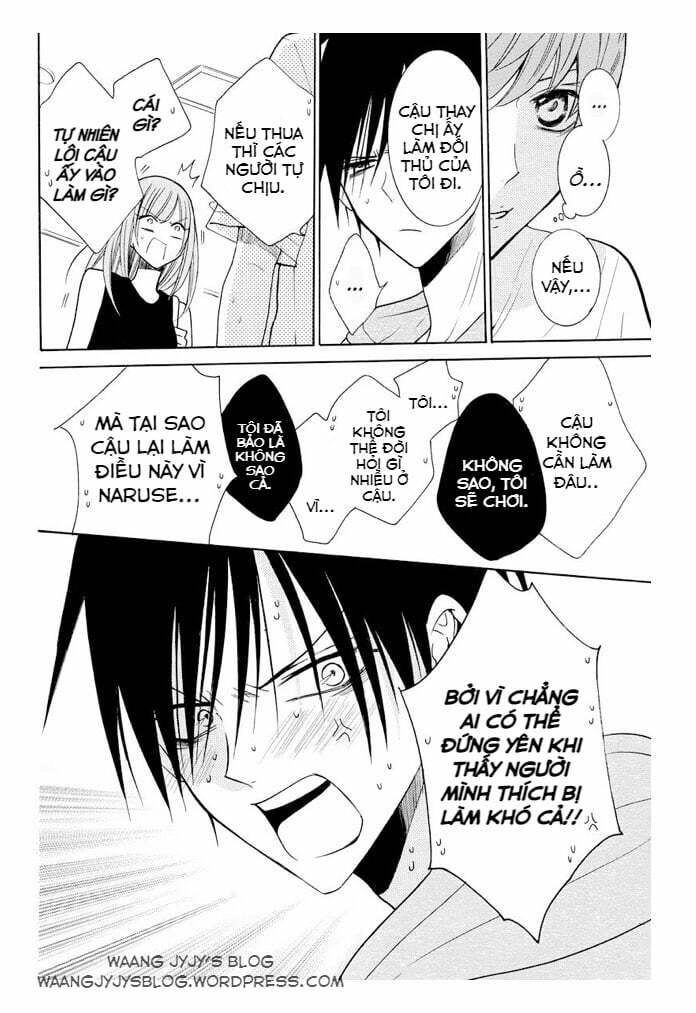 ...
Ồ...
NẾU
VẬY,...
CẬU THAY
CHỊ ẤY
LÀM ĐỐI
THỦ CỦA
TÔI ĐI.
...
NẾU THUA
THÌ CÁC
NGƯỜI TỰ
CHỊU.
CÁI
GÌ?
TỰ NHIÊN
LÔI CẬU
ẤY VÀO
LÀM GÌ?
CẬU
KHÔNG
CẦN LÀM
ĐÂU..
KHÔNG
SAO, TÔI
SẼ CHƠI.
TÔI...
TÔI
KHÔNG
THỂ ĐÒI
HỎI GÌ
NHIỀU Ở
CẬU.
VÌ...
TÔI ĐÃ
BẢO LÀ
KHÔNG
SAO
CẢ.
MÀ TẠI SAO
CẬU LẠI LÀM
ĐIỀU NÀY VÌ
NARUSE...
BỞI VÌ CHẲNG
AI CÓ THỂ
ĐỨNG YÊN KHI
THẤY NGƯỜI
MÌNH THÍCH BỊ
LÀM KHÓ CẢ!!
WAANG JYJY'S BLOG
WAANGJYJYSBLOG.WORDPRESS.COM